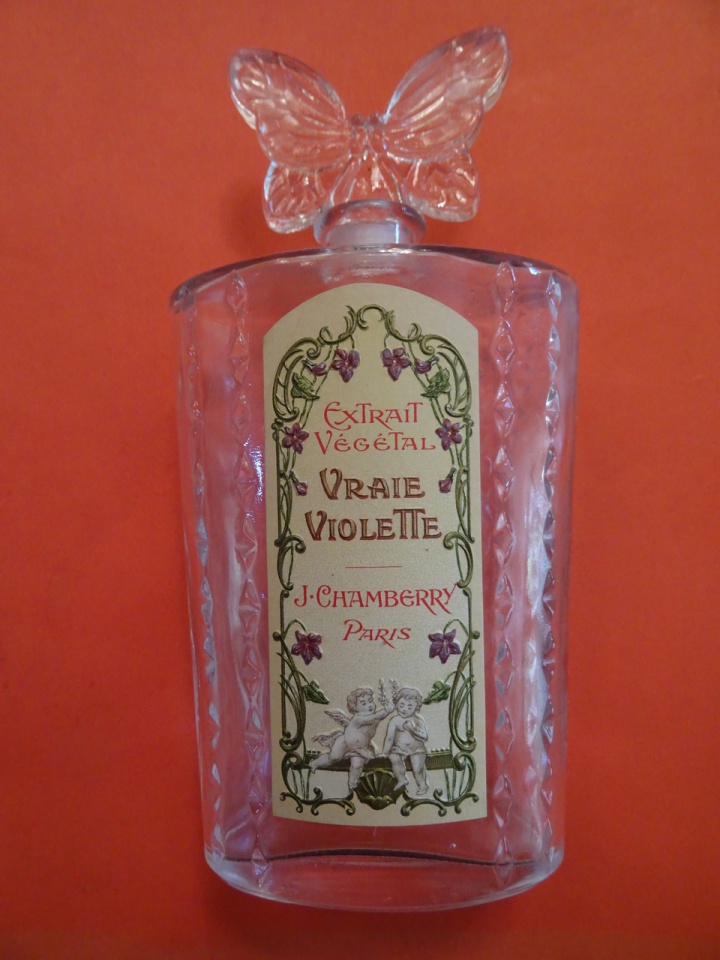 EXTRAIT
VÉGÉTAL
VRAIE
VIOLETTE
J·CHAMBERRY
PARIS